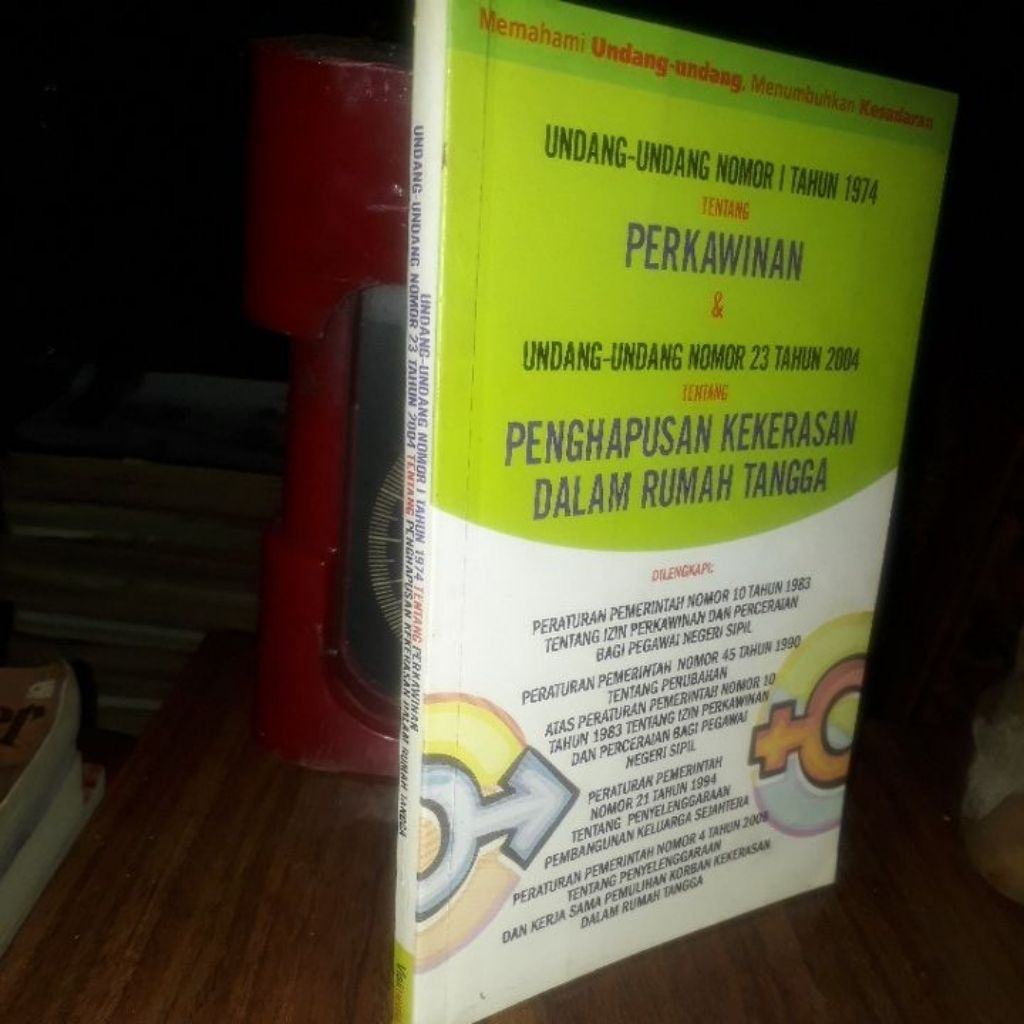 Memahami Undang-undang, Menumbuhkan Kesadaran
UNDANG-UNDANG NOMOR 1 TAHUN 1974
TENTANG
PERKAWINAN
&
UNDANG-UNDANG NOMOR 23 TAHUN 2004
TENTANG
PENGHAPUSAN KEKERASAN
DALAM RUMAH TANGGA
DILENGKAPI:
PERATURAN PEMERINTAH NOMOR 10 TAHUN 1983
TENTANG IZIN PERKAWINAN DAN PERCERAIAN
BAGI PEGAWAI NEGERI SIPIL
PERATURAN PEMERINTAH NOMOR 45 TAHUN 1990
TENTANG PERUBAHAN
ATAS PERATURAN PEMERINTAH NOMOR 10
TAHUN 1983 TENTANG IZIN PERKAWINAN
DAN PERCERAIAN BAGI PEGAWAI
NEGERI SIPIL
PERATURAN PEMERINTAH
NOMOR 21 TAHUN 1994
TENTANG PENYELENGGARAAN
PEMBANGUNAN KELUARGA SEJAHTERA
PERATURAN PEMERINTAH NOMOR 4 TAHUN 2006
TENTANG PENYELENGGARAAN
DAN KERJA SAMA PEMULIHAN KORBAN KEKERASAN
DALAM RUMAH TANGGA
UNDANG-UNDANG NOMOR 1 TAHUN 1974 TENTANG PERKAWINAN
UNDANG-UNDANG NOMOR 23 TAHUN 2004 TENTANG PENGHAPUSAN KEKERASAN DALAM RUMAH TANGGA